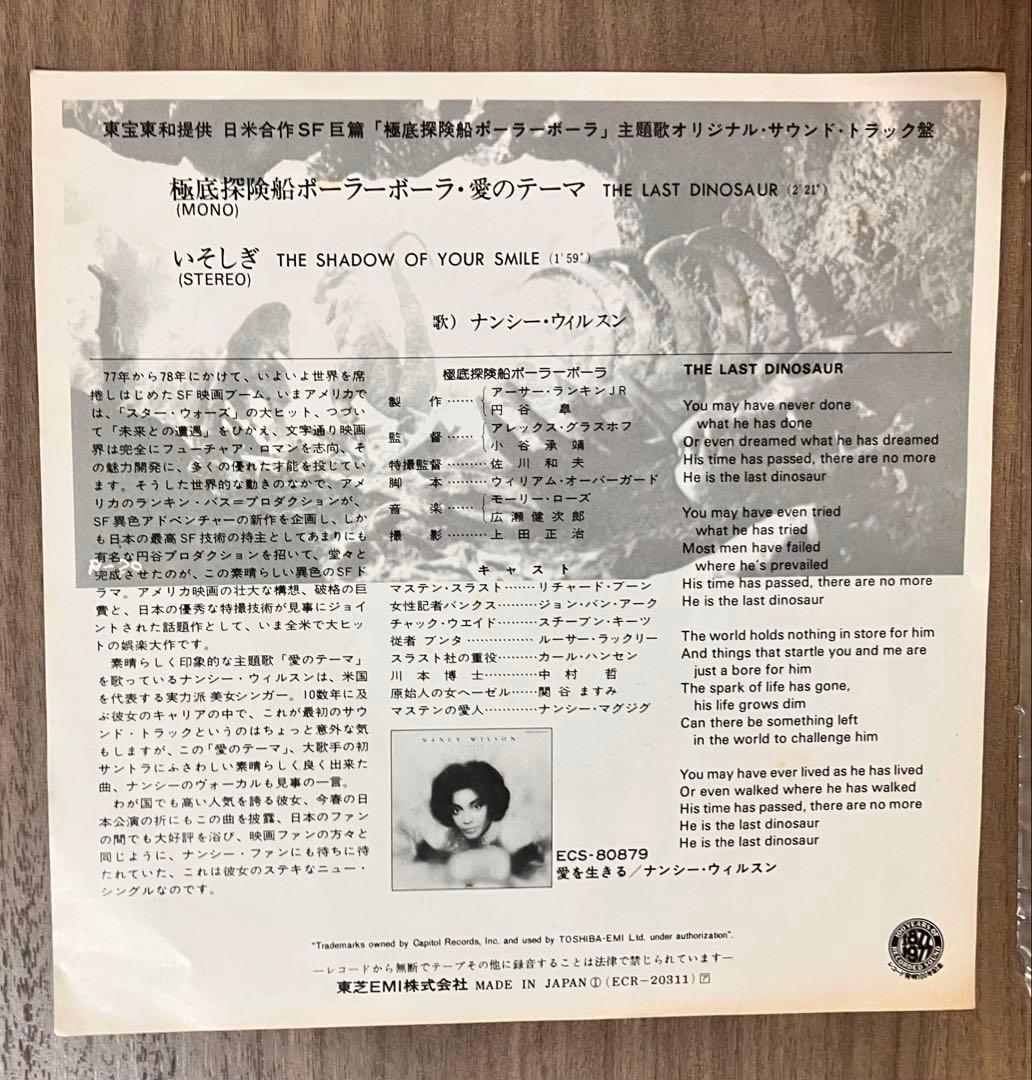 東宝東和提供 日米合作SF巨篇「極底探険船ポーラーボーラ」主題歌オリジナル・サウンド・トラック盤
極底探険船ポーラーボーラ・愛のテーマ THE LAST DINOSAUR (2'21")
(MONO)
いそしぎ THE SHADOW OF YOUR SMILE (1'59")
(STEREO)
歌) ナンシー・ウィルスン
77年から78年にかけて、いよいよ世界を席
捲しはじめたSF映画ブーム。いまアメリカで
は、「スター・ウォーズ」の大ヒット、つづい
て「未来との遭遇」をひかえ、文字通り映画
界は完全にフューチャア・ロマンを志向、そ
の魅力開発に、多くの優れた才能を投じてい
ます。そうした世界的な動きのなかで、アメ
リカのランキン・バス=プロダクションが、
SF異色アドベンチャーの新作を企画し、しか
も日本の最高SF技術の持主としてあまりにも
有名な円谷プロダクションを招いて、堂々と
完成させたのが、この素晴らしい異色のSFド
ラマ。アメリカ映画の壮大な構想、破格の巨
費と、日本の優秀な特撮技術が見事にジョイ
ントされた話題作として、いま全米で大ヒッ
トの娯楽大作です。
素晴らしく印象的な主題歌「愛のテーマ」
を歌っているナンシー・ウィルスンは、米国
を代表する実力派美女シンガー。10数年に及
ぶ彼女のキャリアの中で、これが最初のサウ
ンド・トラックというのはちょっと意外な気
もしますが、この「愛のテーマ」、大歌手の初
サントラにふさわしい素晴らしく良く出来た
曲、ナンシーのヴォーカルも見事の一言。
わが国でも高い人気を誇る彼女、今春の日
本公演の折にもこの曲を披露、日本のファン
の間でも大好評を浴び、映画ファンの方々と
同じように、ナンシー・ファンにも待ちに待
たれていた、これは彼女のステキなニュー・
シングルなのです。
極底探険船ポーラーボーラ
製作……アーサー・ランキンJR
円谷 皐
監督……アレックス・グラスホフ
小谷承靖
特撮監督………佐川和夫
脚本………ウィリアム・オーバーガード
音楽……モーリー・ローズ
広瀬健次郎
撮影………上田正治
キャスト
マステン・スラスト……リチャード・ブーン
女性記者バンクス………ジョン・バン・アーク
チャック・ウエイド………スチーブン・キーツ
従者 ブンタ……………ルーサー・ラックリー
スラスト社の重役………カール・ハンセン
川本博士…………中村 哲
原始人の女ヘーゼル……関谷ますみ
マステンの愛人…………ナンシー・マグジグ
NANCY WILSON
ECS-80879
愛を生きる/ナンシー・ウィルスン
THE LAST DINOSAUR
You may have never done
what he has done
Or even dreamed what he has dreamed
His time has passed, there are no more
He is the last dinosaur
You may have even tried
what he has tried
Most men have failed
where he's prevailed
His time has passed, there are no more
He is the last dinosaur
The world holds nothing in store for him
And things that startle you and me are
just a bore for him
The spark of life has gone,
his life grows dim
Can there be something left
in the world to challenge him
You may have ever lived as he has lived
Or even walked where he has walked
His time has passed, there are no more
He is the last dinosaur
He is the last dinosaur
"Trademarks owned by Capitol Records, Inc. and used by TOSHIBA-EMI Ltd. under authorization".
—レコードから無断でテープその他に録音することは法律で禁じられています—
東芝EMI株式会社 MADE IN JAPAN ① (ECR-20311) ア
100 YEARS OF
1877
1977
RECORDED SOUND
レコード発明100年記念